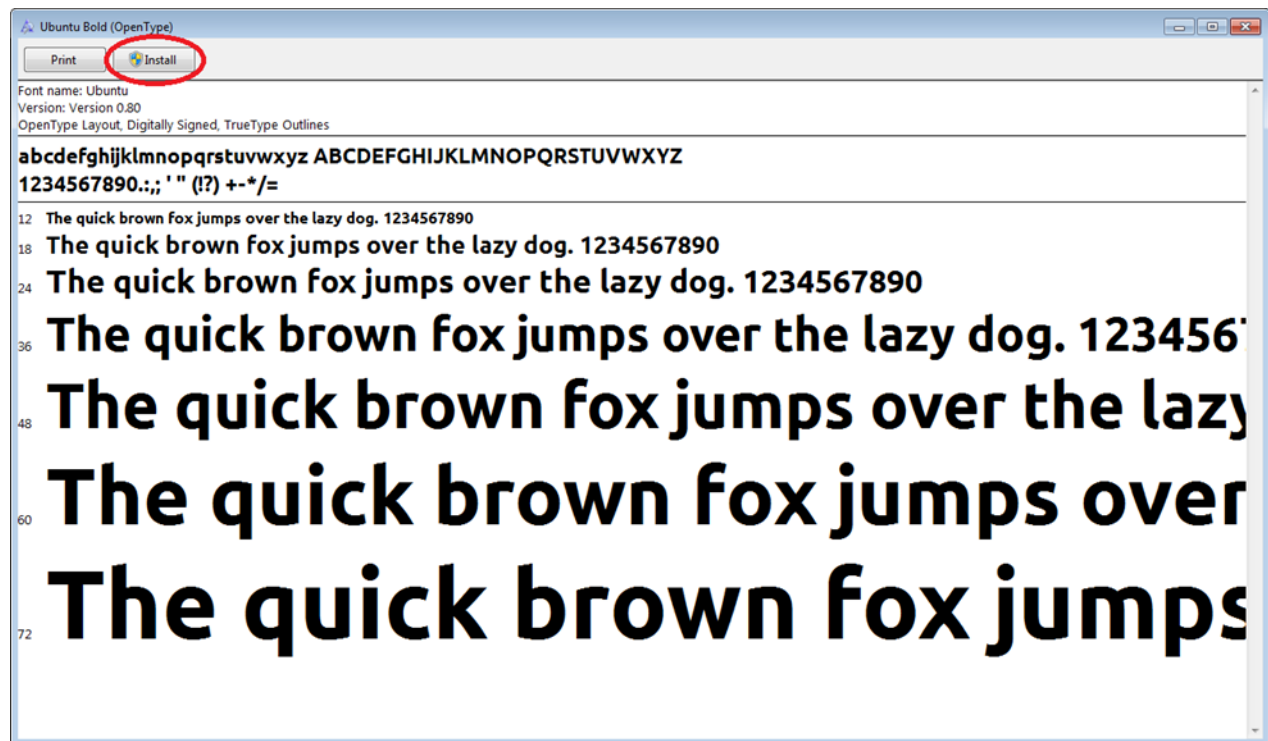 Ubuntu Bold (OpenType)
Print Install
Font name: Ubuntu
Version: Version 0.80
OpenType Layout, Digitally Signed, TrueType Outlines
abcdefghijklmnopqrstuvwxyz ABCDEFGHIJKLMNOPQRSTUVWXYZ
1234567890.:,; ' " (!?) +-*/=
12 The quick brown fox jumps over the lazy dog. 1234567890
18 The quick brown fox jumps over the lazy dog. 1234567890
24 The quick brown fox jumps over the lazy dog. 1234567890
36 The quick brown fox jumps over the lazy dog. 1234567
48 The quick brown fox jumps over the lazy
60 The quick brown fox jumps over
72 The quick brown fox jumps